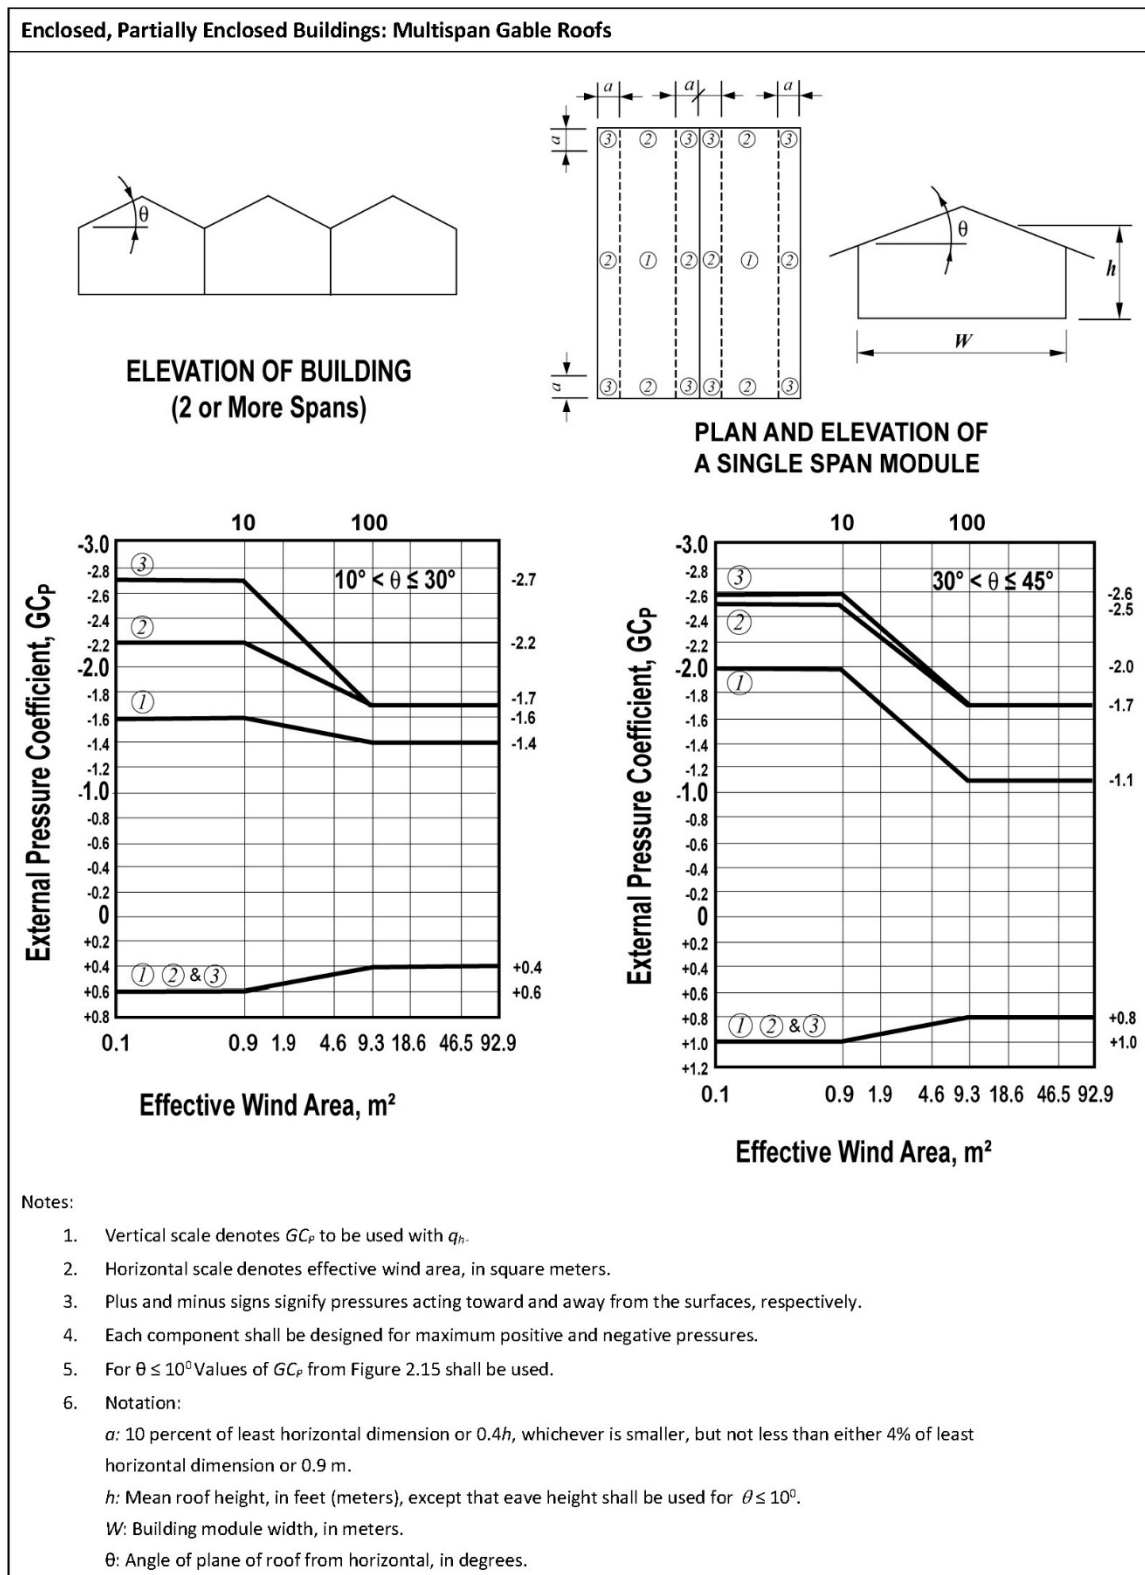 Enclosed, Partially Enclosed Buildings: Multispan Gable Roofs
a a a
a
3 2 3 3 2 3
2 1 2 2 1 2
a
3 2 3 3 2 3
θ
θ
h
W
ELEVATION OF BUILDING
(2 or More Spans)
PLAN AND ELEVATION OF
A SINGLE SPAN MODULE
10 100
External Pressure Coefficient, GCP
-3.0
-2.8
-2.6
-2.4
-2.2
-2.0
-1.8
-1.6
-1.4
-1.2
-1.0
-0.8
-0.6
-0.4
-0.2
0
+0.2
+0.4
+0.6
+0.8
3
2
1
1 2 & 3
10° < θ ≤ 30°
-2.7
-2.2
-1.7
-1.6
-1.4
+0.4
+0.6
0.1 0.9 1.9 4.6 9.3 18.6 46.5 92.9
Effective Wind Area, m²
10 100
External Pressure Coefficient, GCP
-3.0
-2.8
-2.6
-2.4
-2.2
-2.0
-1.8
-1.6
-1.4
-1.2
-1.0
-0.8
-0.6
-0.4
-0.2
0
+0.2
+0.4
+0.6
+0.8
+1.0
+1.2
3
2
1
1 2 & 3
30° < θ ≤ 45°
-2.6
-2.5
-2.0
-1.7
-1.1
+0.8
+1.0
0.1 0.9 1.9 4.6 9.3 18.6 46.5 92.9
Effective Wind Area, m²
Notes:
1. Vertical scale denotes GCP to be used with qh.
2. Horizontal scale denotes effective wind area, in square meters.
3. Plus and minus signs signify pressures acting toward and away from the surfaces, respectively.
4. Each component shall be designed for maximum positive and negative pressures.
5. For θ ≤ 10⁰ Values of GCP from Figure 2.15 shall be used.
6. Notation:
a: 10 percent of least horizontal dimension or 0.4h, whichever is smaller, but not less than either 4% of least
horizontal dimension or 0.9 m.
h: Mean roof height, in feet (meters), except that eave height shall be used for θ ≤ 10⁰.
W: Building module width, in meters.
θ: Angle of plane of roof from horizontal, in degrees.